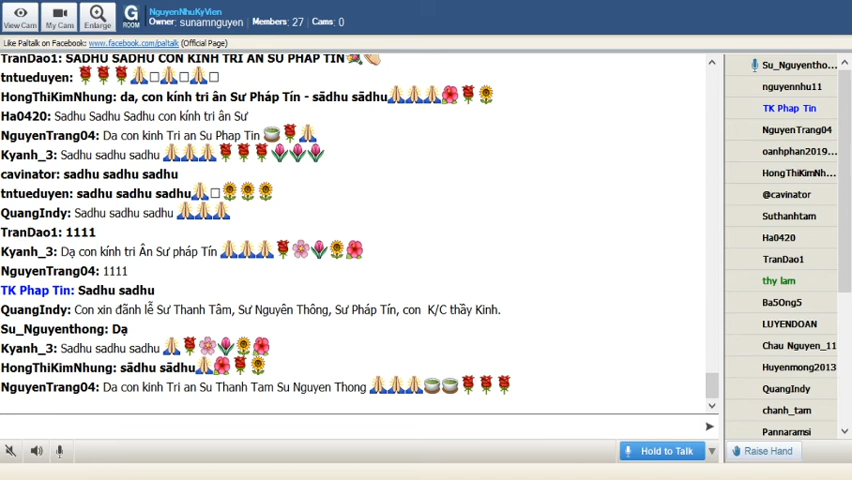 View Cam
My Cam
Enlarge
G
ROOM
NguyenNhuKyVien
Owner: sunamnguyen Members: 27 Cams: 0
Like Paltalk on Facebook: www.facebook.com/paltalk (Official Page)
TranDao1: SADHU SADHU CON KINH TRI AN SU PHAP TIN
tntueduyen:
HongThiKimNhung: da, con kính tri ân Sư Pháp Tín - sādhu sādhu
Ha0420: Sadhu Sadhu Sadhu con kính tri ân Sư
NguyenTrang04: Da con kinh Tri an Su Phap Tin
Kyanh_3: Sadhu sadhu sadhu
cavinator: sadhu sadhu sadhu
tntueduyen: sadhu sadhu sadhu
QuangIndy: Sadhu sadhu sadhu
TranDao1: 1111
Kyanh_3: Dạ con kính tri Ân Sư pháp Tín
NguyenTrang04: 1111
TK Phap Tin: Sadhu sadhu
QuangIndy: Con xin đãnh lễ Sư Thanh Tâm, Sư Nguyên Thông, Sư Pháp Tín, con K/C thầy Kinh.
Su_Nguyenthong: Dạ
Kyanh_3: Sadhu sadhu sadhu
HongThiKimNhung: sādhu sādhu
NguyenTrang04: Da con kinh Tri an Su Thanh Tam Su Nguyen Thong
Su_Nguyentho...
nguyennhu11
TK Phap Tin
NguyenTrang04
oanhphan2019...
HongThiKimNh...
@cavinator
Suthanhtam
Ha0420
TranDao1
thy lam
Ba5Ong5
LUYENDOAN
Chau Nguyen_11
Huyenmong2013
QuangIndy
chanh_tam
Pannaramsi
Hold to Talk
Raise Hand